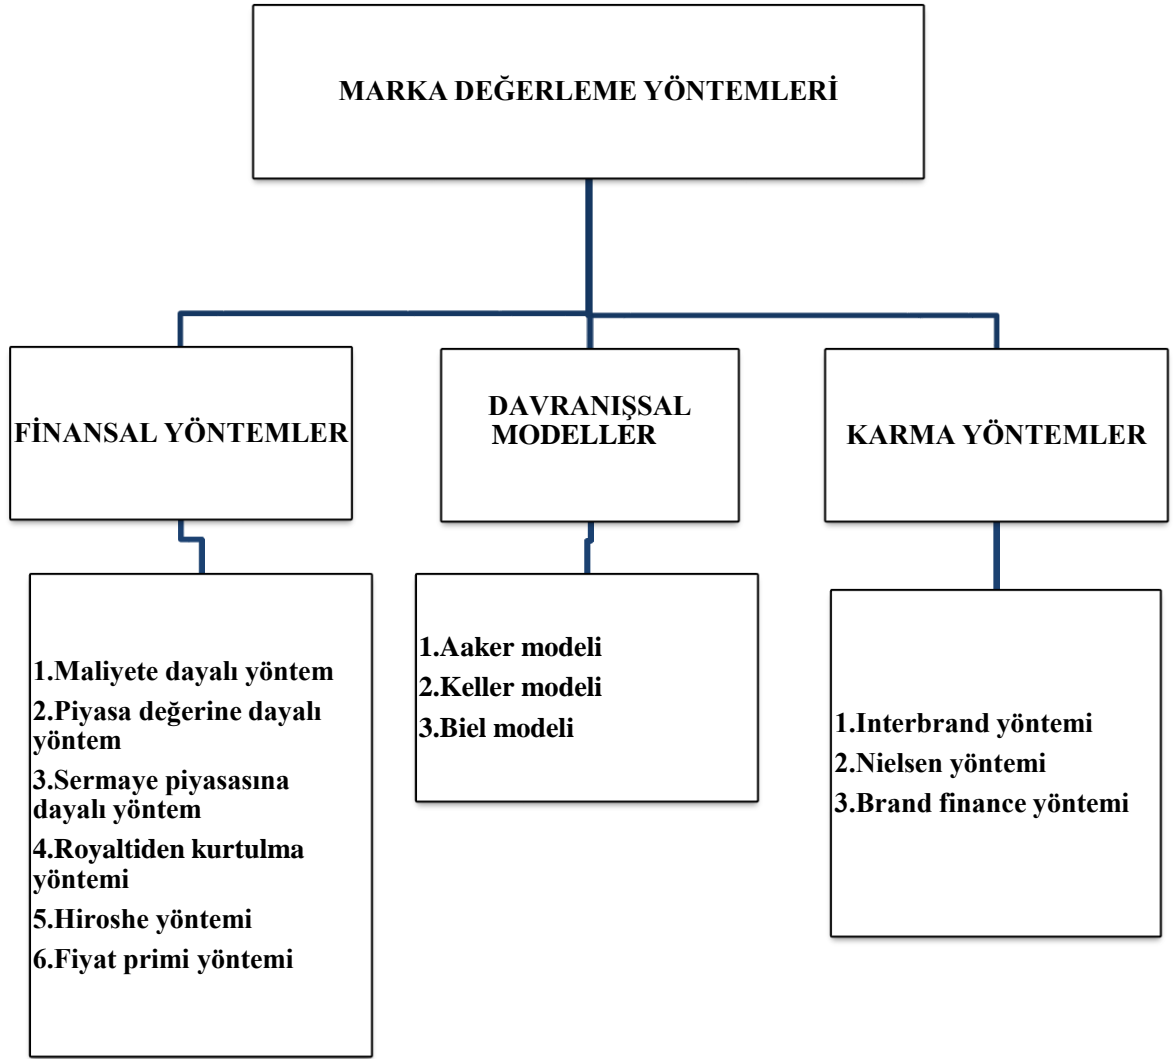 MARKA DEĞERLEME YÖNTEMLERİ
FİNANSAL YÖNTEMLER
DAVRANIŞSAL
MODELLER
KARMA YÖNTEMLER
1.Maliyete dayalı yöntem
2.Piyasa değerine dayalı
yöntem
3.Sermaye piyasasına
dayalı yöntem
4.Royaltiden kurtulma
yöntemi
5.Hiroshe yöntemi
6.Fiyat primi yöntemi
1.Aaker modeli
2.Keller modeli
3.Biel modeli
1.Interbrand yöntemi
2.Nielsen yöntemi
3.Brand finance yöntemi